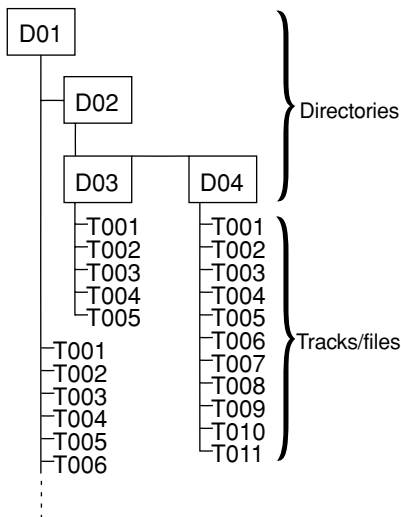 D01
D02
Directories
D03
D04
T001
T002
T003
T004
T005
T001
T002
T003
T004
T005
T006
T007
T008
T009
T010
T011
Tracks/files
T001
T002
T003
T004
T005
T006